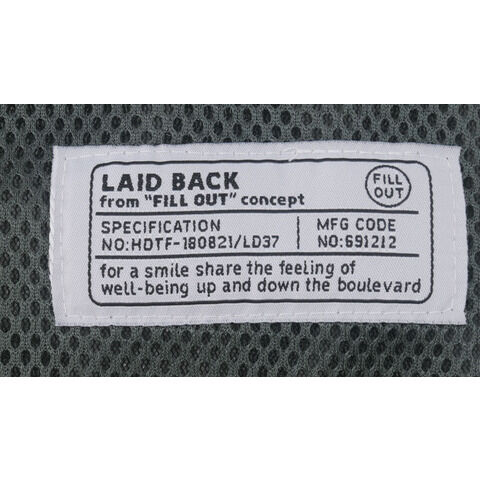 LAID BACK
from "FILL OUT" concept
FILL
OUT
SPECIFICATION
NO:HDTF-180821/LD37
MFG CODE
NO:691212
for a smile share the feeling of
well-being up and down the boulevard